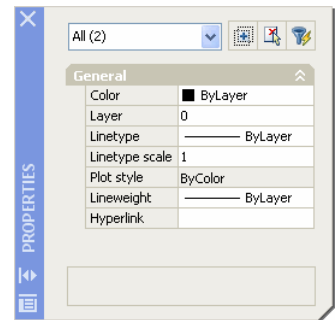 All (2)
General
Color ByLayer
Layer 0
Linetype ByLayer
Linetype scale 1
Plot style ByColor
Lineweight ByLayer
Hyperlink
PROPERTIES